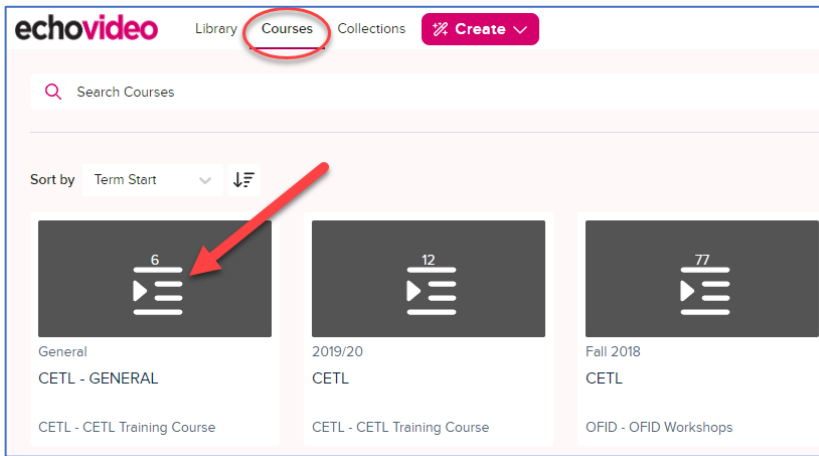 echovideo Library Courses Collections Create
Search Courses
Sort by Term Start
6 12 77
General 2019/20 Fall 2018
CETL - GENERAL CETL CETL
CETL - CETL Training Course CETL - CETL Training Course OFID - OFID Workshops